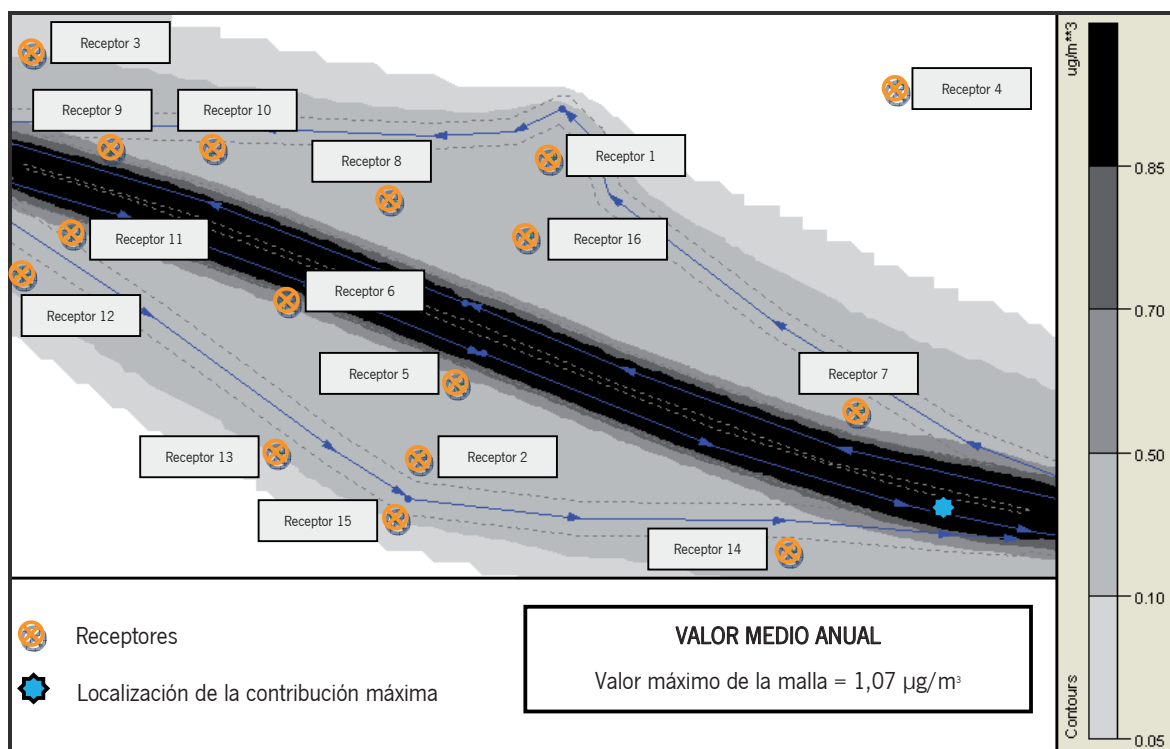 Receptor 3
Receptor 4
Receptor 9
Receptor 10
Receptor 8
Receptor 1
Receptor 11
Receptor 16
Receptor 6
Receptor 12
Receptor 5
Receptor 7
Receptor 13
Receptor 2
Receptor 15
Receptor 14
ug/m**3
0.85
0.70
0.50
0.10
0.05
Contours
Receptores
Localización de la contribución máxima
VALOR MEDIO ANUAL
Valor máximo de la malla = 1,07 µg/m³